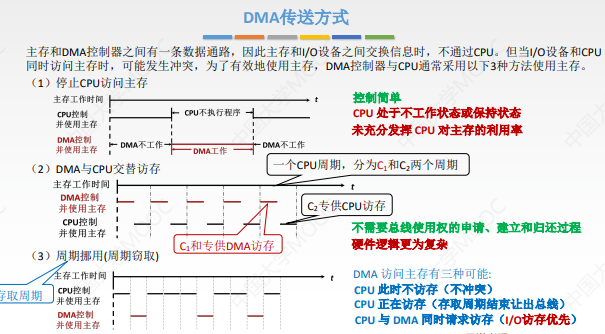 DMA传送方式
主存和DMA控制器之间有一条数据通路，因此主存和I/O设备之间交换信息时，不通过CPU。但当I/O设备和CPU
同时访问主存时，可能发生冲突，为了有效地使用主存，DMA控制器与CPU通常采用以下3种方法使用主存。
（1）停止CPU访问主存
主存工作时间
t
CPU控制
并使用主存
CPU不执行程序
DMA控制
并使用主存
DMA不工作
DMA工作
DMA不工作
控制简单
CPU 处于不工作状态或保持状态
未充分发挥 CPU 对主存的利用率
（2）DMA与CPU交替访存
一个CPU周期，分为C₁和C₂两个周期
主存工作时间
t
DMA控制
并使用主存
CPU控制
并使用主存
C₂专供CPU访存
C₁和专供DMA访存
不需要总线使用权的申请、建立和归还过程
硬件逻辑更为复杂
（3）周期挪用(周期窃取)
主存工作时间
t
存取周期
CPU控制
并使用主存
DMA控制
并使用主存
DMA 访问主存有三种可能:
CPU 此时不访存（不冲突）
CPU 正在访存（存取周期结束让出总线）
CPU 与 DMA 同时请求访存（I/O访存优先）